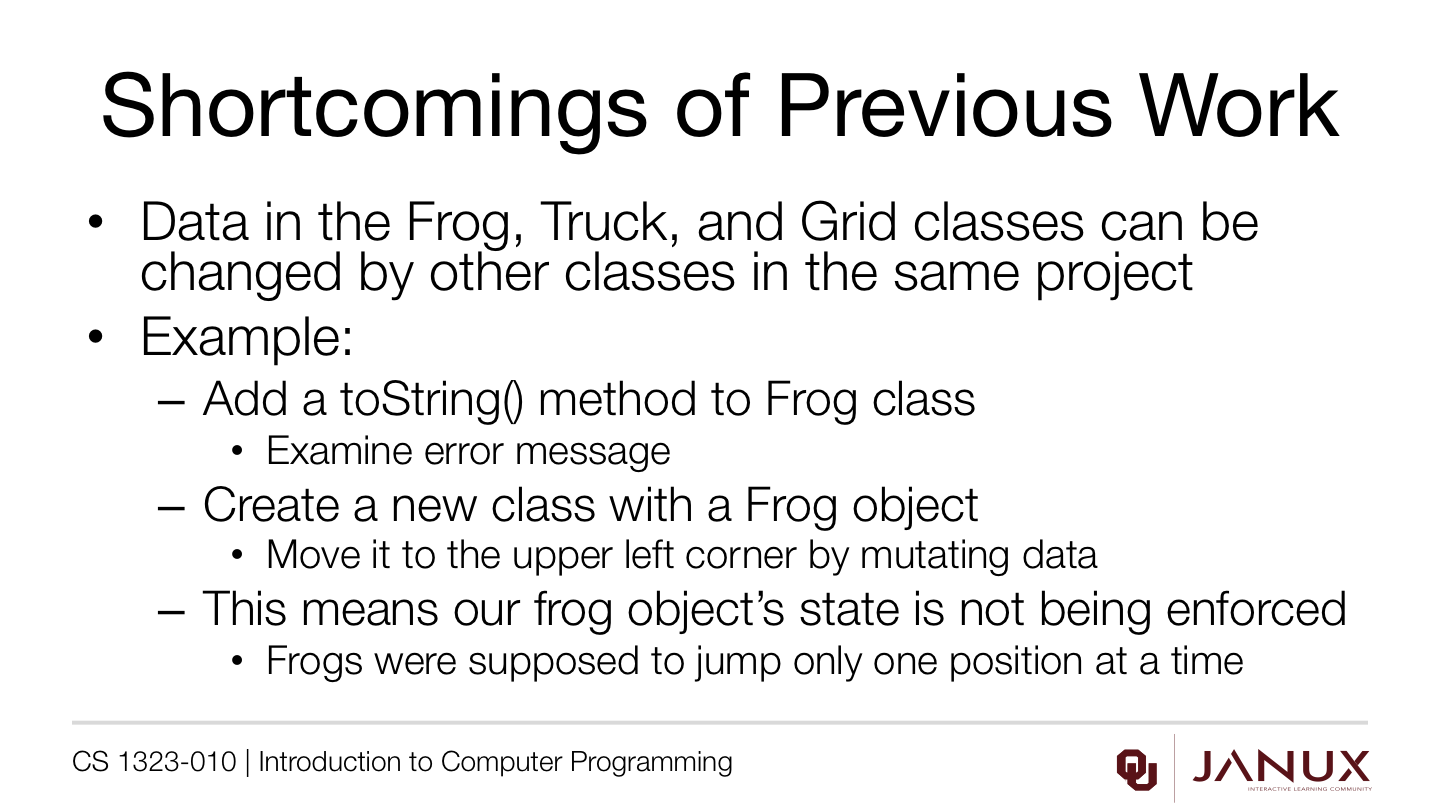 Shortcomings of Previous Work
• Data in the Frog, Truck, and Grid classes can be
changed by other classes in the same project
• Example:
– Add a toString() method to Frog class
• Examine error message
– Create a new class with a Frog object
• Move it to the upper left corner by mutating data
– This means our frog object’s state is not being enforced
• Frogs were supposed to jump only one position at a time
CS 1323-010 | Introduction to Computer Programming
OU
JANUX
INTERACTIVE LEARNING COMMUNITY